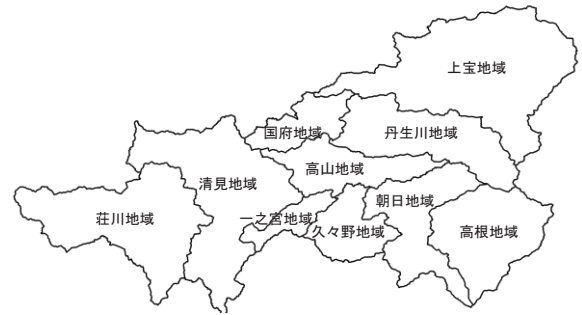 上宝地域
国府地域
丹生川地域
高山地域
清見地域
朝日地域
荘川地域
一之宮地域
久々野地域
高根地域